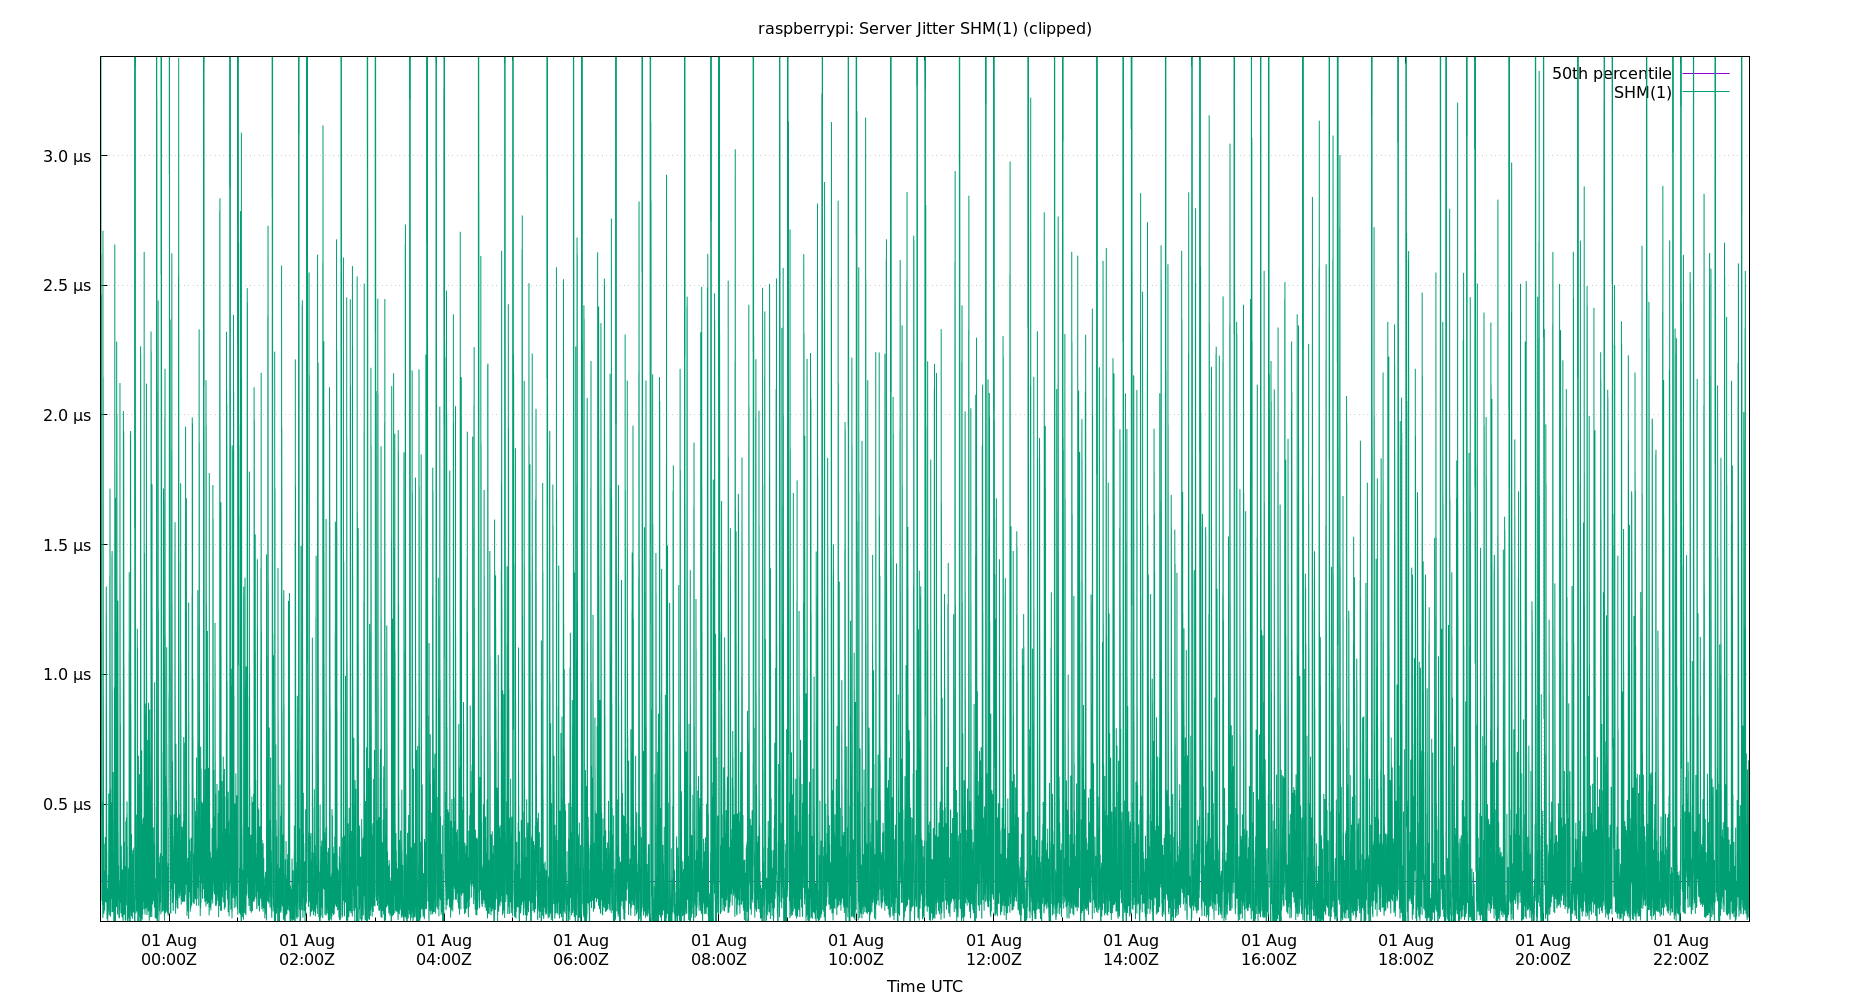 raspberrypi: Server Jitter SHM(1) (clipped)
50th percentile
SHM(1)
3.0 µs
2.5 µs
2.0 µs
1.5 µs
1.0 µs
0.5 µs
01 Aug 01 Aug 01 Aug 01 Aug 01 Aug 01 Aug 01 Aug 01 Aug 01 Aug 01 Aug 01 Aug 01 Aug
00:00Z 02:00Z 04:00Z 06:00Z 08:00Z 10:00Z 12:00Z 14:00Z 16:00Z 18:00Z 20:00Z 22:00Z
Time UTC